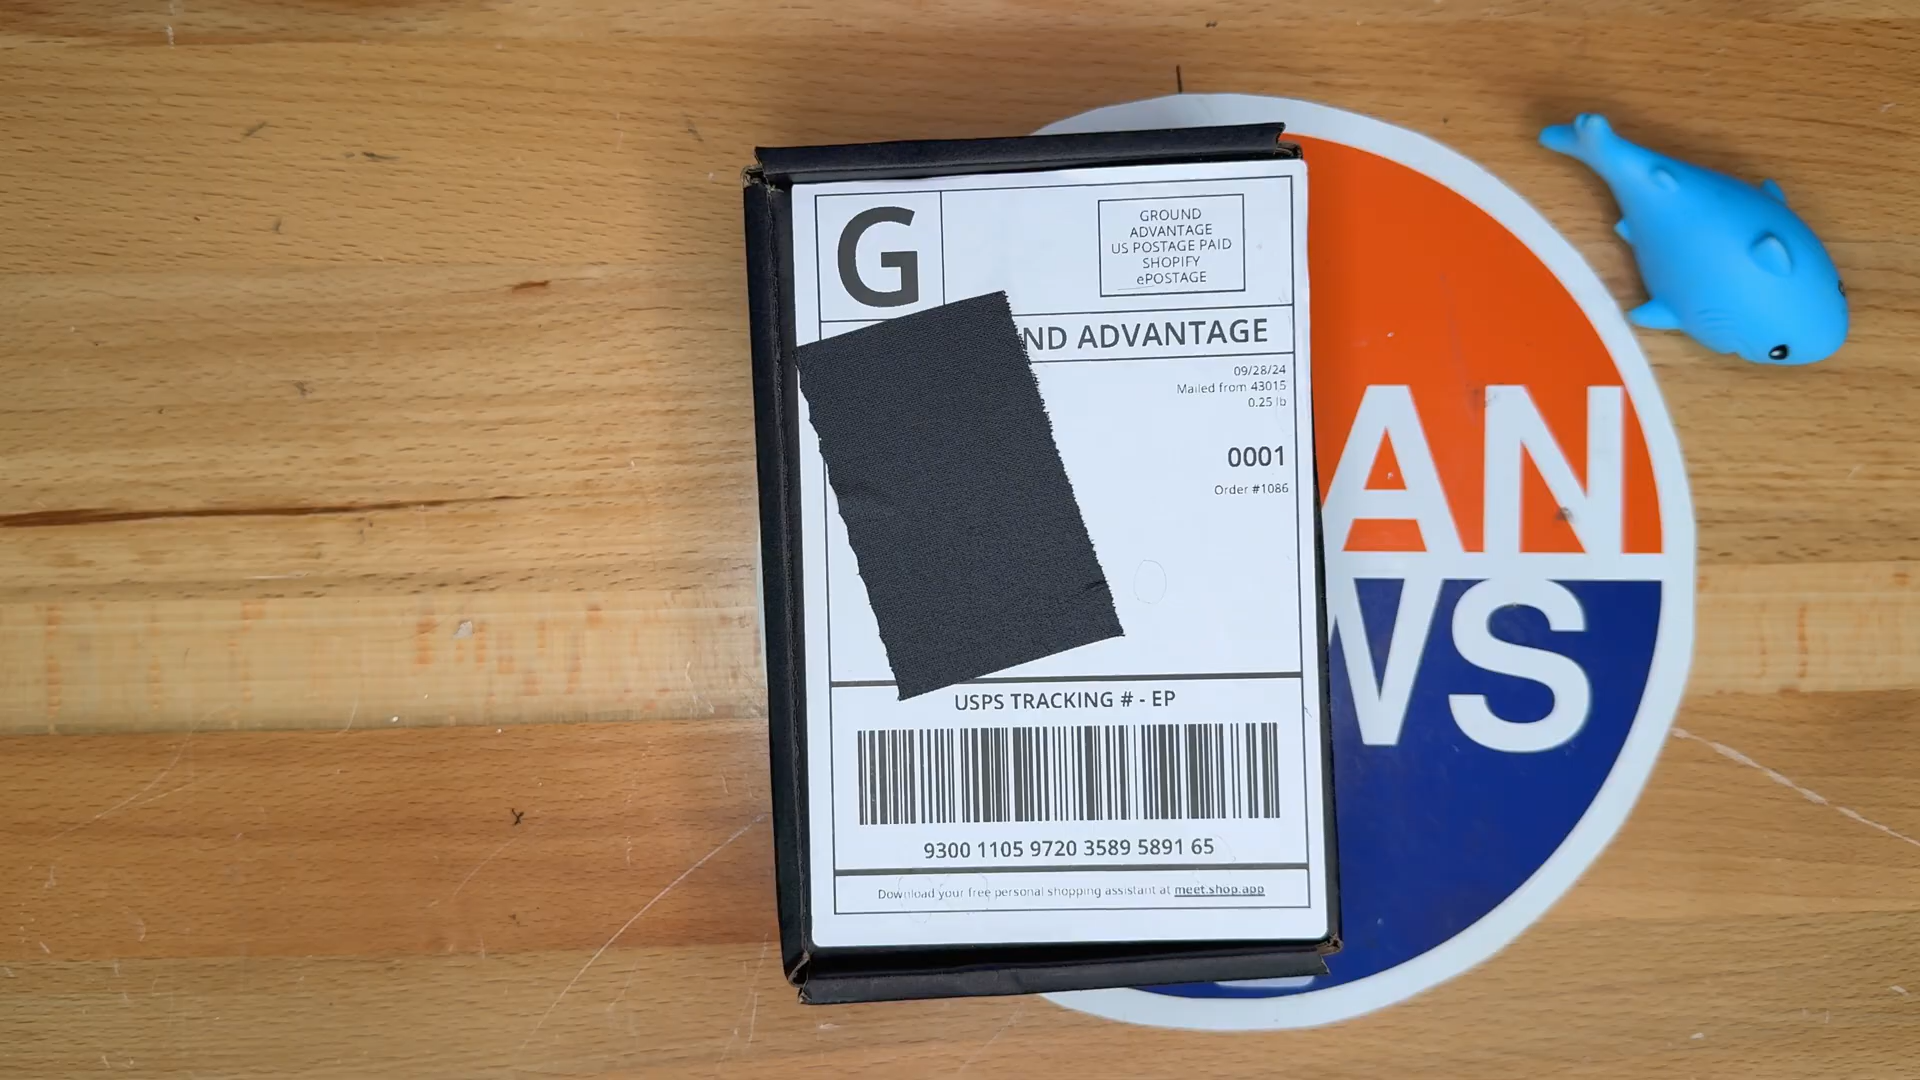 G
GROUND
ADVANTAGE
US POSTAGE PAID
SHOPIFY
ePOSTAGE
ND ADVANTAGE
09/28/24
Mailed from 43015
0.25 lb
0001
Order #1086
USPS TRACKING # - EP
9300 1105 9720 3589 5891 65
Download your free personal shopping assistant at meet.shop.app
AN
WS